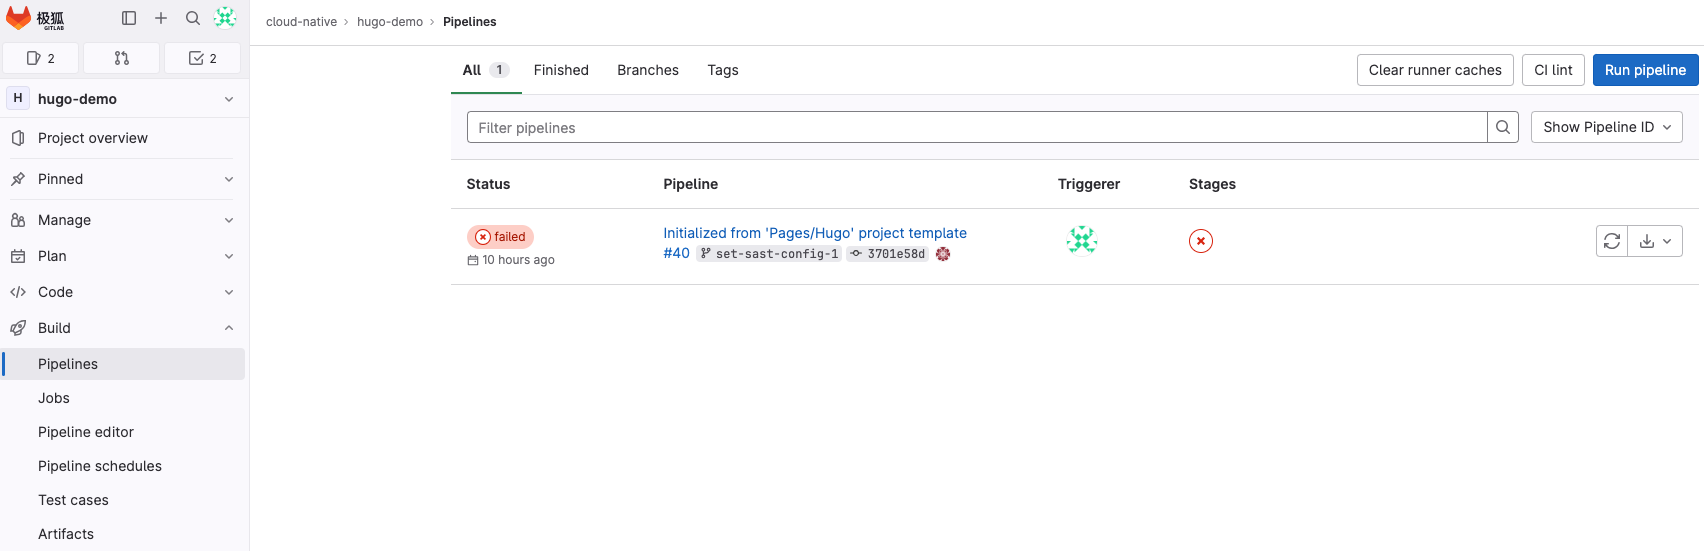 极狐
GITLAB
cloud-native › hugo-demo › Pipelines
2
2
H hugo-demo
Project overview
Pinned
Manage
Plan
Code
Build
Pipelines
Jobs
Pipeline editor
Pipeline schedules
Test cases
Artifacts
All 1 Finished Branches Tags
Clear runner caches CI lint Run pipeline
Filter pipelines Show Pipeline ID
Status Pipeline Triggerer Stages
failed
10 hours ago
Initialized from 'Pages/Hugo' project template
#40 set-sast-config-1 3701e58d